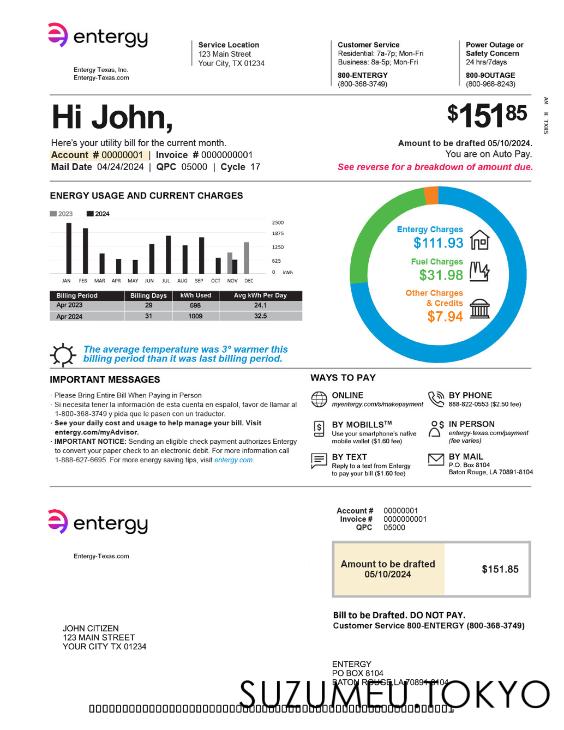 entergy
Entergy Texas, Inc.
Entergy-Texas.com
Service Location
123 Main Street
Your City, TX 01234
Customer Service
Residential: 7a-7p; Mon-Fri
Business: 8a-5p; Mon-Fri
800-ENTERGY
(800-368-3749)
Power Outage or
Safety Concern
24 hrs/7days
800-9OUTAGE
(800-968-8243)
Hi John,
$15185
Here's your utility bill for the current month.
Account # 00000001 | Invoice # 0000000001
Mail Date 04/24/2024 | QPC 05000 | Cycle 17
Amount to be drafted 05/10/2024.
You are on Auto Pay.
See reverse for a breakdown of amount due.
ENERGY USAGE AND CURRENT CHARGES
2023 2024
2500
1875
1250
625
0 kWh
JAN FEB MAR APR MAY JUN JUL AUG SEP OCT NOV DEC
Billing Period Billing Days kWh Used Avg kWh Per Day
Apr 2023 29 698 24.1
Apr 2024 31 1009 32.5
The average temperature was 3° warmer this
billing period than it was last billing period.
Entergy Charges
$111.93
Fuel Charges
$31.98
Other Charges
& Credits
$7.94
IMPORTANT MESSAGES
· Please Bring Entire Bill When Paying in Person
· Si necesita tener la información de esta cuenta en español, favor de llamar al
1-800-368-3749 y pida que le pasen con un traductor.
· See your daily cost and usage to help manage your bill. Visit
entergy.com/myAdvisor.
· IMPORTANT NOTICE: Sending an eligible check payment authorizes Entergy
to convert your paper check to an electronic debit. For more information call
1-888-627-6695. For more energy saving tips, visit entergy.com.
WAYS TO PAY
ONLINE
myentergy.com/s/makepayment
BY PHONE
888-822-0553 ($2.50 fee)
BY MOBILLS™
Use your smartphone's native
mobile wallet ($1.60 fee)
IN PERSON
entergy-texas.com/payment
(fee varies)
BY TEXT
Reply to a text from Entergy
to pay your bill ($1.60 fee)
BY MAIL
P.O. Box 8104
Baton Rouge, LA 70891-8104
entergy
Entergy-Texas.com
Account # 00000001
Invoice # 0000000001
QPC 05000
Amount to be drafted
05/10/2024
$151.85
Bill to be Drafted. DO NOT PAY.
Customer Service 800-ENTERGY (800-368-3749)
JOHN CITIZEN
123 MAIN STREET
YOUR CITY TX 01234
ENTERGY
PO BOX 8104
BATON ROUGE LA 70891-8104
SUZUMEU.TOKYO